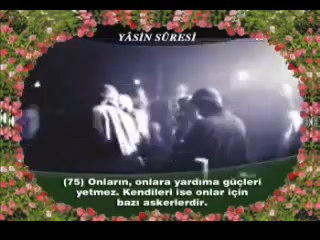 YÂSİN SÛRESİ
(75) Onların, onlara yardıma güçleri
yetmez. Kendileri ise onlar için
bazı askerlerdir.